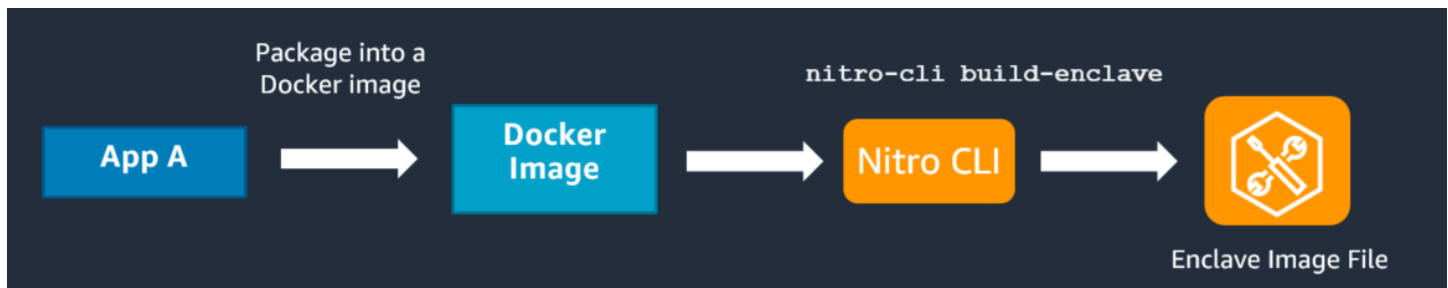 Package into a
Docker image
nitro-cli build-enclave
App A
Docker
Image
Nitro CLI
Enclave Image File